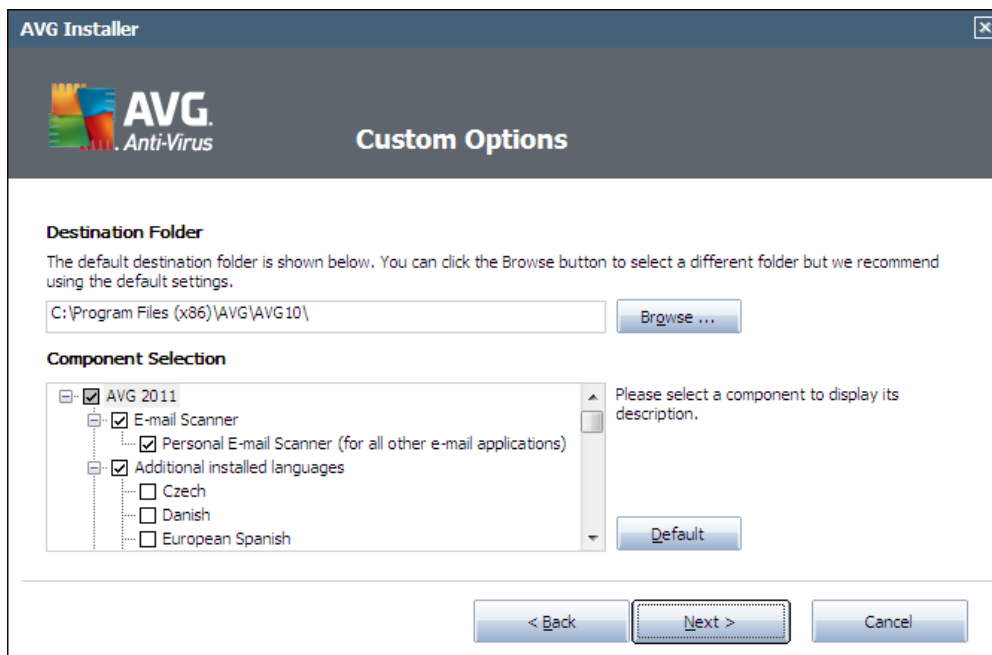 AVG Installer
AVG.
Anti-Virus
Custom Options
Destination Folder
The default destination folder is shown below. You can click the Browse button to select a different folder but we recommend
using the default settings.
C:\Program Files (x86)\AVG\AVG10\
Browse ...
Component Selection
AVG 2011
E-mail Scanner
Personal E-mail Scanner (for all other e-mail applications)
Additional installed languages
Czech
Danish
European Spanish
Please select a component to display its
description.
Default
< Back
Next >
Cancel